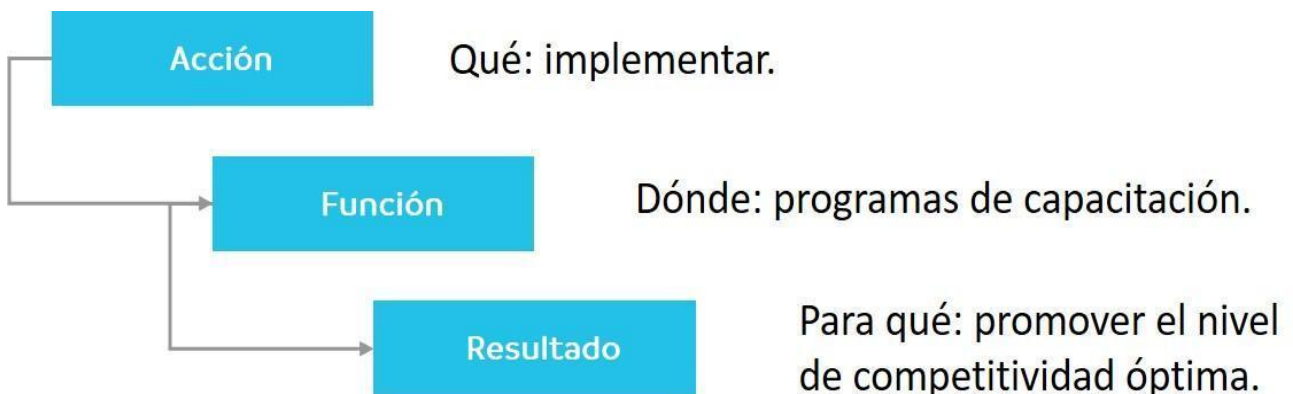 Acción
Qué: implementar.
Función
Dónde: programas de capacitación.
Resultado
Para qué: promover el nivel
de competitividad óptima.